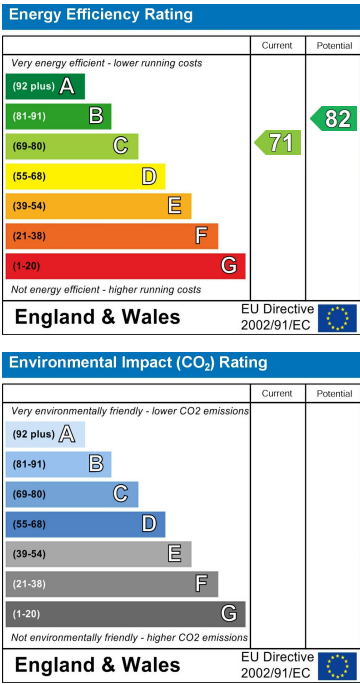 Energy Efficiency Rating
Current Potential
Very energy efficient - lower running costs
(92 plus) A
(81-91) B
(69-80) C
(55-68) D
(39-54) E
(21-38) F
(1-20) G
71
82
Not energy efficient - higher running costs
England & Wales
EU Directive
2002/91/EC
Environmental Impact (CO₂) Rating
Current Potential
Very environmentally friendly - lower CO2 emissions
(92 plus) A
(81-91) B
(69-80) C
(55-68) D
(39-54) E
(21-38) F
(1-20) G
Not environmentally friendly - higher CO2 emissions
England & Wales
EU Directive
2002/91/EC